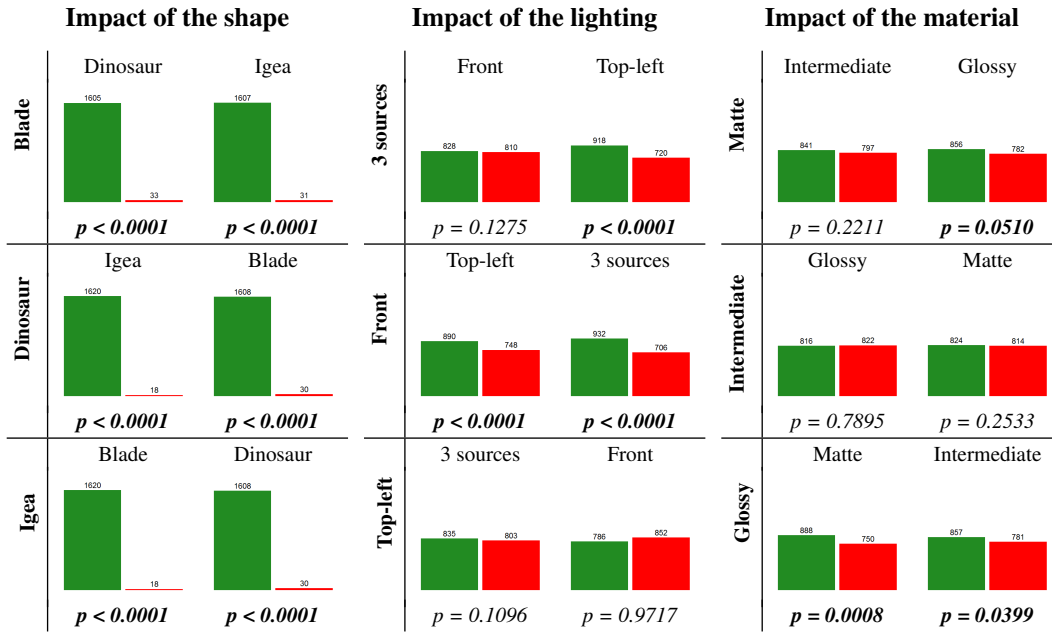 Impact of the shape
Impact of the lighting
Impact of the material
Blade
Dinosaur
Igea
1605
33
1607
31
p < 0.0001
p < 0.0001
3 sources
Front
Top-left
828
810
918
720
p = 0.1275
p < 0.0001
Matte
Intermediate
Glossy
841
797
856
782
p = 0.2211
p = 0.0510
Dinosaur
Igea
Blade
1620
18
1608
30
p < 0.0001
p < 0.0001
Front
Top-left
3 sources
890
748
932
706
p < 0.0001
p < 0.0001
Intermediate
Glossy
Matte
816
822
824
814
p = 0.7895
p = 0.2533
Igea
Blade
Dinosaur
1620
18
1608
30
p < 0.0001
p < 0.0001
Top-left
3 sources
Front
835
803
786
852
p = 0.1096
p = 0.9717
Glossy
Matte
Intermediate
888
750
857
781
p = 0.0008
p = 0.0399